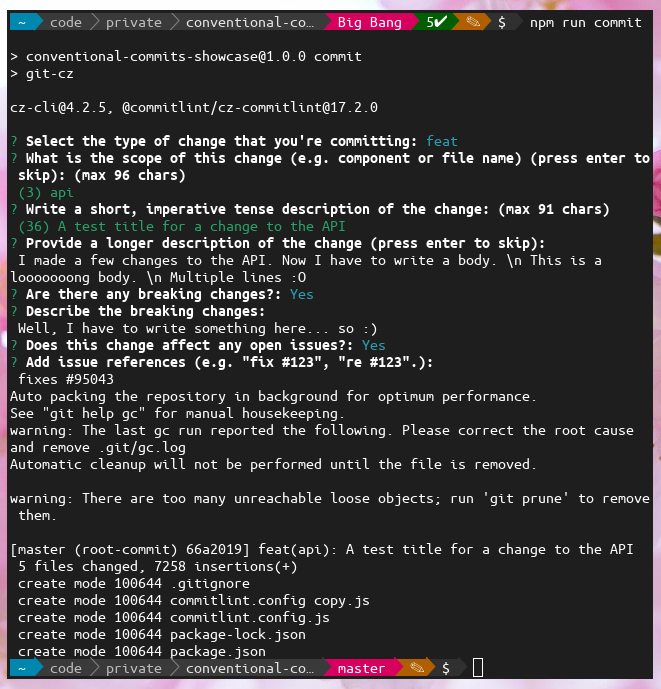 ~ code private conventional-co… Big Bang 5✔ ✎ $ npm run commit
> conventional-commits-showcase@1.0.0 commit
> git-cz
cz-cli@4.2.5, @commitlint/cz-commitlint@17.2.0
? Select the type of change that you're committing: feat
? What is the scope of this change (e.g. component or file name) (press enter to
skip): (max 96 chars)
(3) api
? Write a short, imperative tense description of the change: (max 91 chars)
(36) A test title for a change to the API
? Provide a longer description of the change (press enter to skip):
I made a few changes to the API. Now I have to write a body. \n This is a
looooooong body. \n Multiple lines :O
? Are there any breaking changes?: Yes
? Describe the breaking changes:
Well, I have to write something here... so :)
? Does this change affect any open issues?: Yes
? Add issue references (e.g. "fix #123", "re #123".):
fixes #95043
Auto packing the repository in background for optimum performance.
See "git help gc" for manual housekeeping.
warning: The last gc run reported the following. Please correct the root cause
and remove .git/gc.log
Automatic cleanup will not be performed until the file is removed.
warning: There are too many unreachable loose objects; run 'git prune' to remove
them.
[master (root-commit) 66a2019] feat(api): A test title for a change to the API
5 files changed, 7258 insertions(+)
create mode 100644 .gitignore
create mode 100644 commitlint.config copy.js
create mode 100644 commitlint.config.js
create mode 100644 package-lock.json
create mode 100644 package.json
~ code private conventional-co… master ✎ $